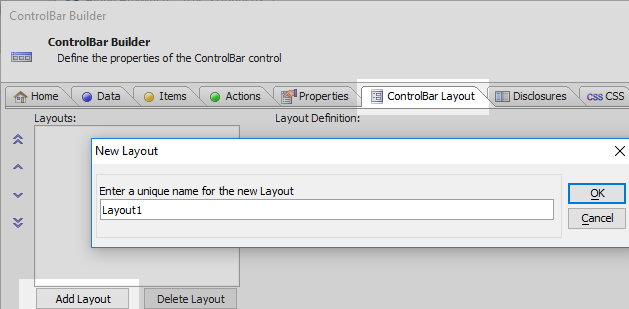 ControlBar Builder
ControlBar Builder
Define the properties of the ControlBar control
Home Data Items Actions Properties ControlBar Layout Disclosures css CSS
Layouts: Layout Definition:
New Layout
Enter a unique name for the new Layout
Layout1
OK
Cancel
Add Layout Delete Layout